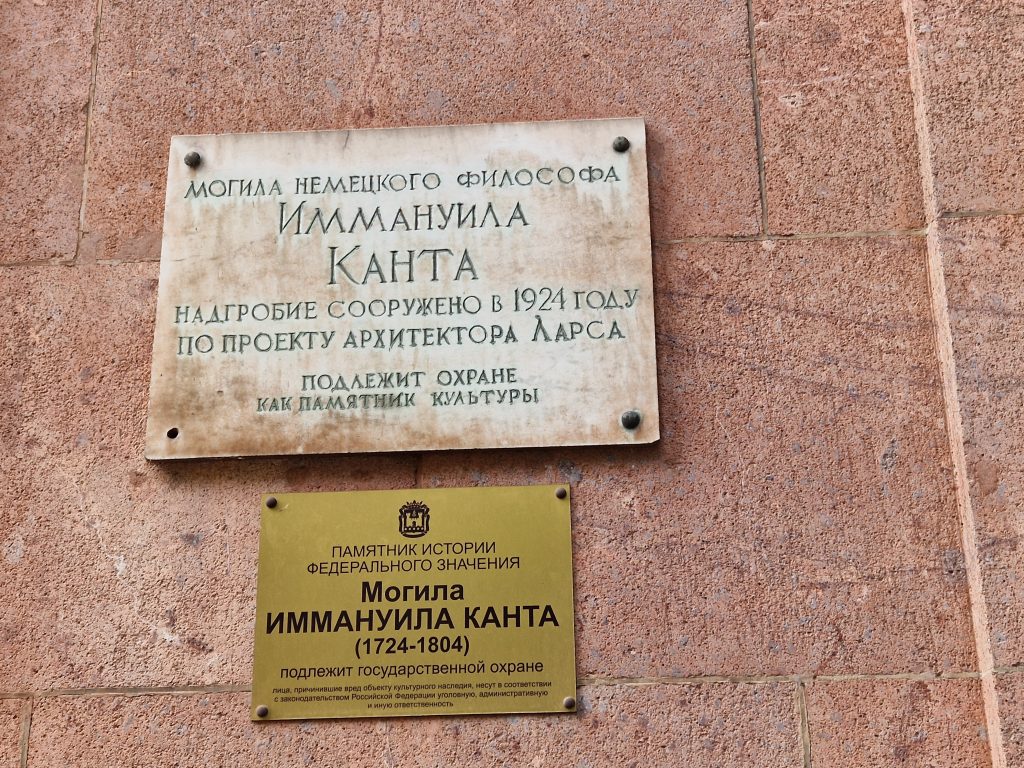 МОГИЛА НЕМЕЦКОГО ФИЛОСОФА
ИММАНУИЛА
КАНТА
НАДГРОБИЕ СООРУЖЕНО В 1924 ГОДУ
ПО ПРОЕКТУ АРХИТЕКТОРА ЛАРСА
ПОДЛЕЖИТ ОХРАНЕ
КАК ПАМЯТНИК КУЛЬТУРЫ
ПАМЯТНИК ИСТОРИИ
ФЕДЕРАЛЬНОГО ЗНАЧЕНИЯ
Могила
ИММАНУИЛА КАНТА
(1724-1804)
подлежит государственной охране
лица, причинившие вред объекту культурного наследия, несут в соответствии
с законодательством Российской Федерации уголовную, административную
и иную ответственность